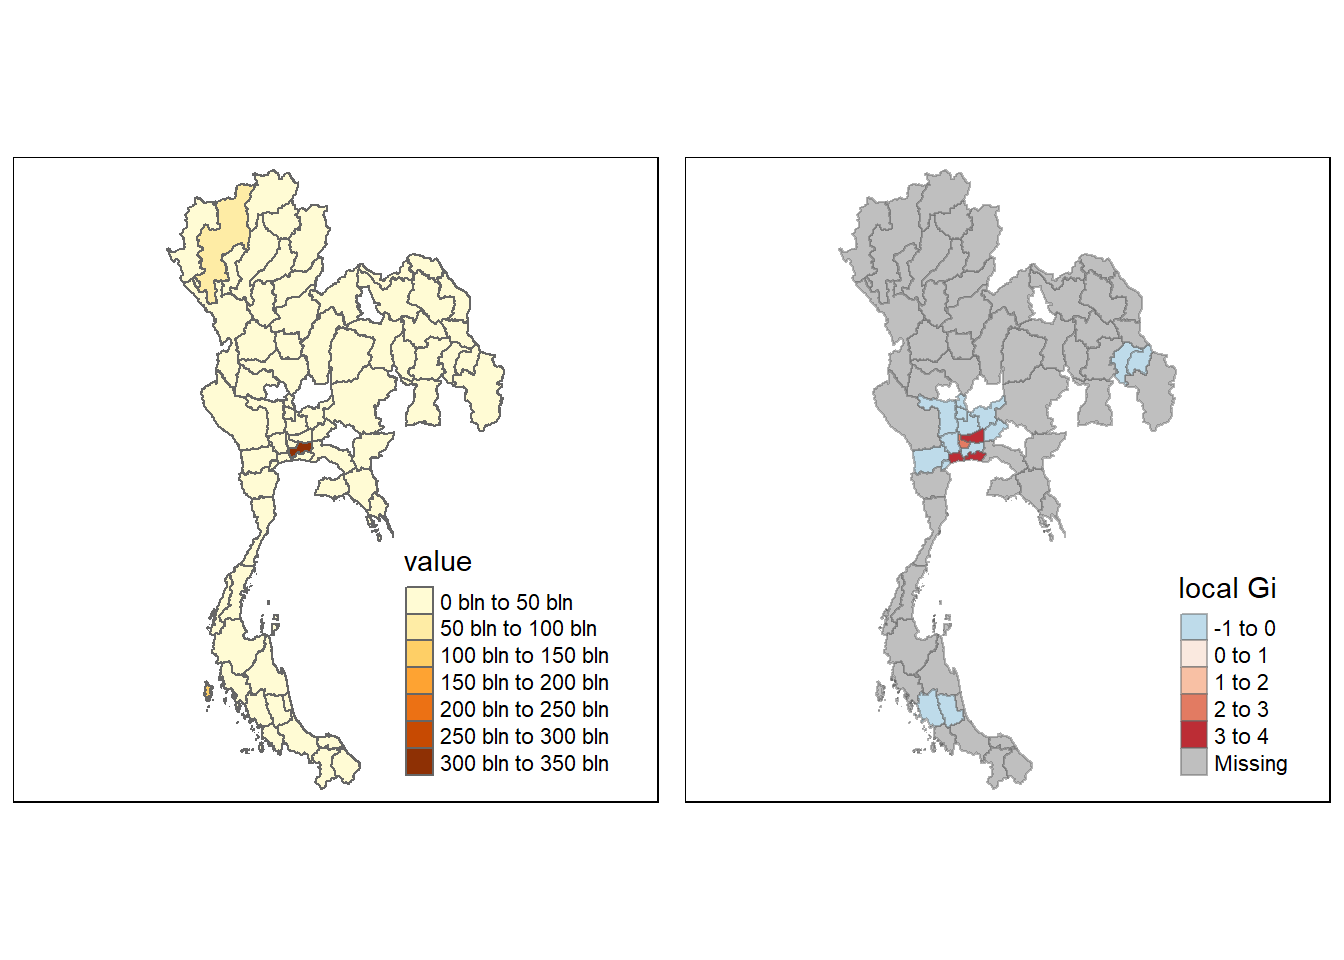 value
0 bln to 50 bln
50 bln to 100 bln
100 bln to 150 bln
150 bln to 200 bln
200 bln to 250 bln
250 bln to 300 bln
300 bln to 350 bln
local Gi
-1 to 0
0 to 1
1 to 2
2 to 3
3 to 4
Missing